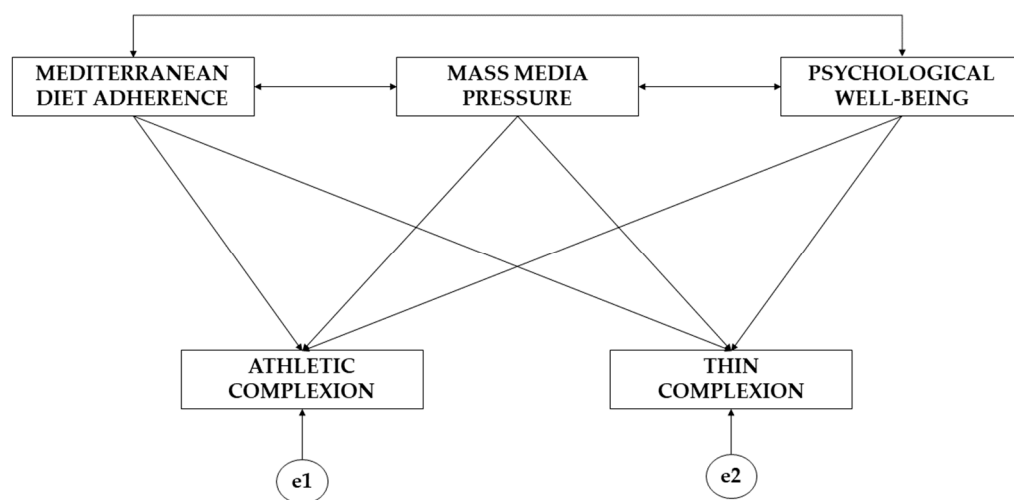 MEDITERRANEAN
DIET ADHERENCE
MASS MEDIA
PRESSURE
PSYCHOLOGICAL
WELL-BEING
ATHLETIC
COMPLEXION
THIN
COMPLEXION
e1
e2